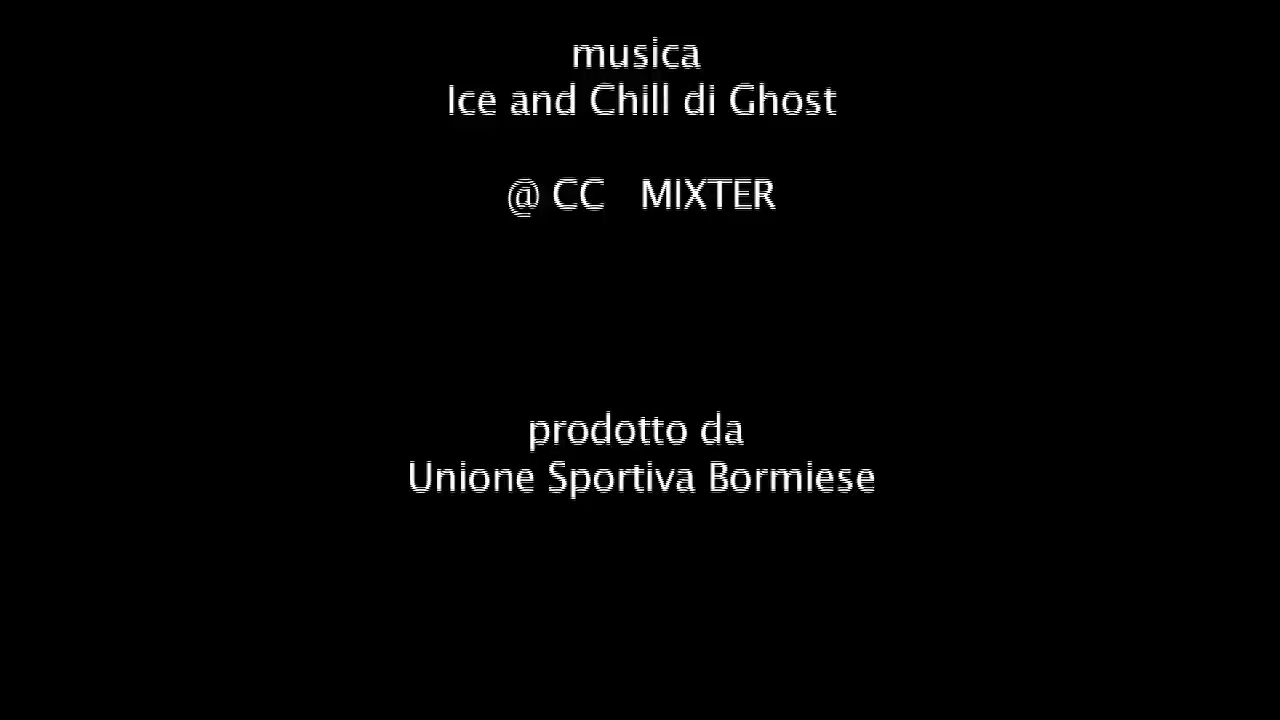 musica
Ice and Chill di Ghost
@ CC MIXTER
prodotto da
Unione Sportiva Bormiese